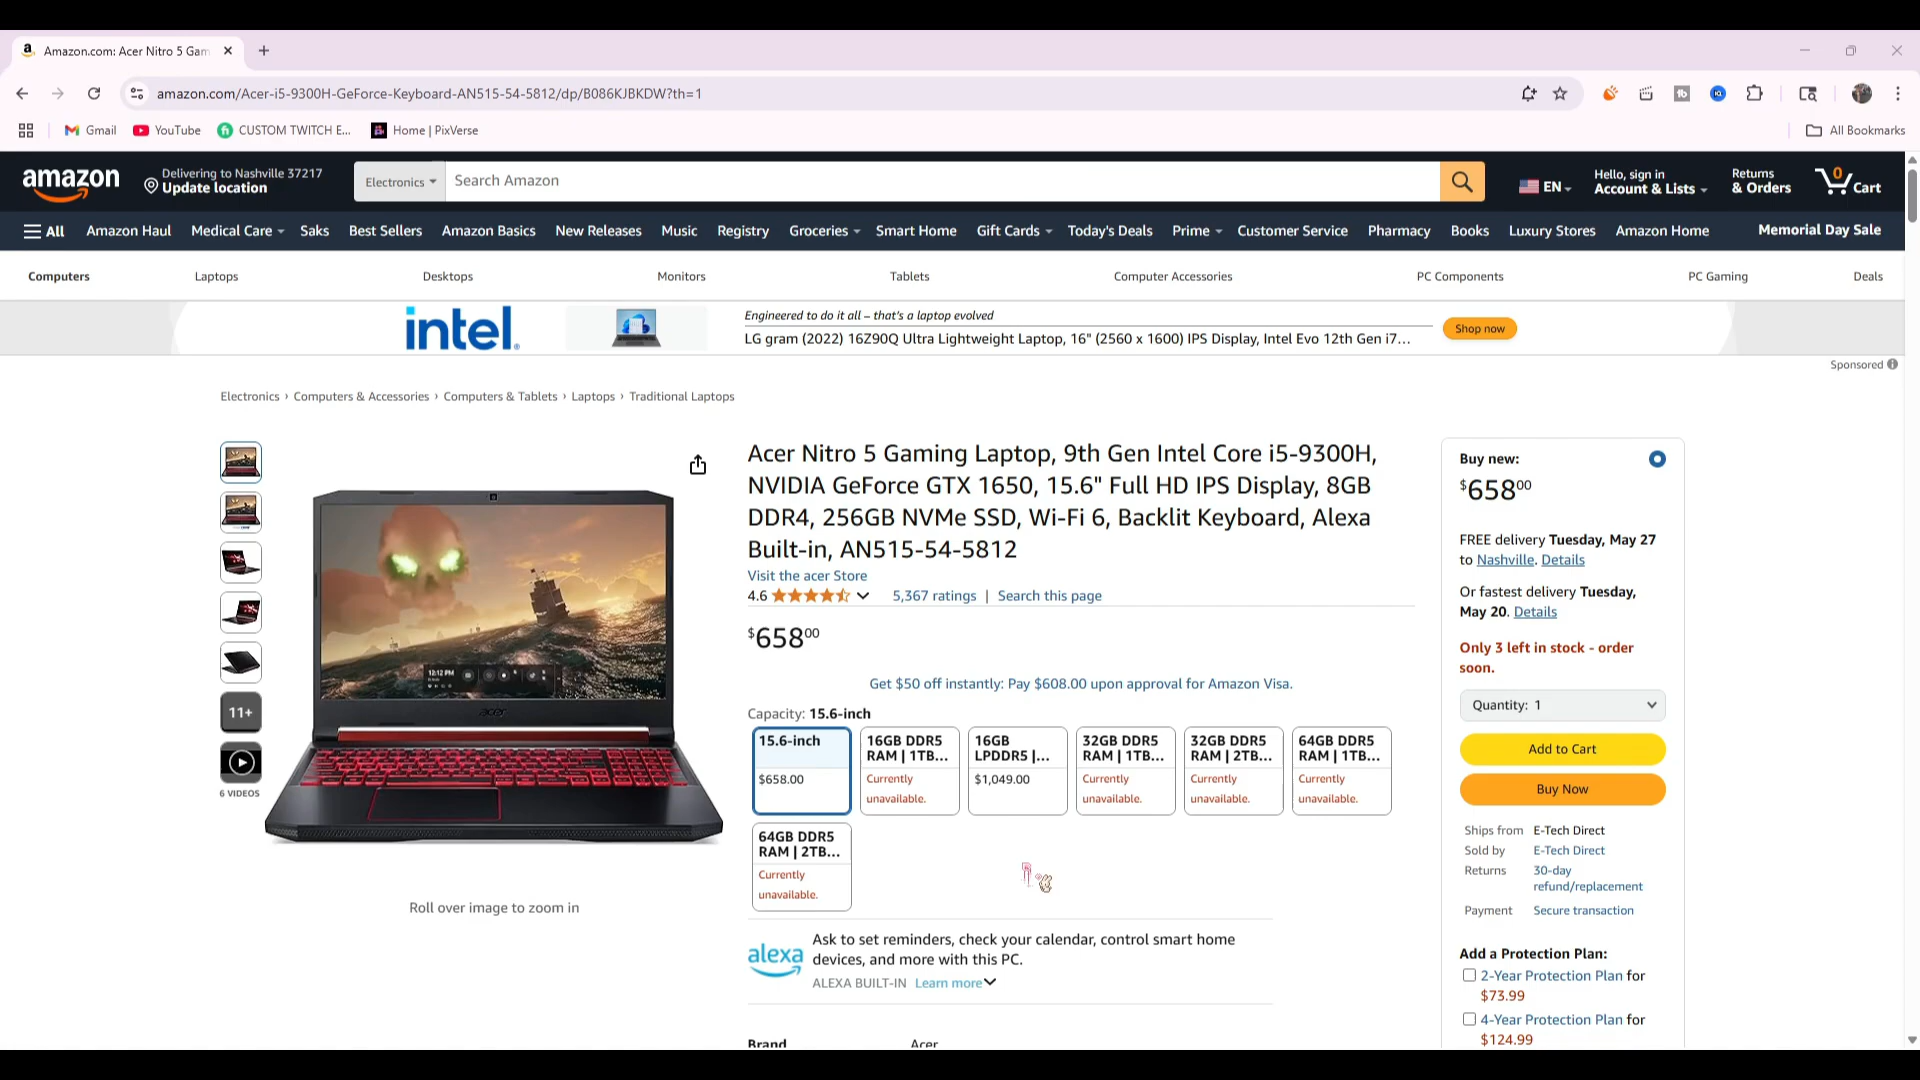 Amazon.com: Acer Nitro 5 Gam
amazon.com/Acer-i5-9300H-GeForce-Keyboard-AN515-54-5812/dp/B086KJBKDW?th=1
Gmail
YouTube
CUSTOM TWITCH E...
Home | PixVerse
All Bookmarks
amazon
Delivering to Nashville 37217
Update location
Electronics
Search Amazon
EN
Hello, sign in
Account & Lists
Returns
& Orders
0
Cart
All
Amazon Haul
Medical Care
Saks
Best Sellers
Amazon Basics
New Releases
Music
Registry
Groceries
Smart Home
Gift Cards
Today's Deals
Prime
Customer Service
Pharmacy
Books
Luxury Stores
Amazon Home
Memorial Day Sale
Computers
Laptops
Desktops
Monitors
Tablets
Computer Accessories
PC Components
PC Gaming
Deals
intel.
Engineered to do it all – that's a laptop evolved
LG gram (2022) 16Z90Q Ultra Lightweight Laptop, 16" (2560 x 1600) IPS Display, Intel Evo 12th Gen i7...
Shop now
Sponsored
Electronics › Computers & Accessories › Computers & Tablets › Laptops › Traditional Laptops
11+
6 VIDEOS
12:12 PM
acer
Roll over image to zoom in
Acer Nitro 5 Gaming Laptop, 9th Gen Intel Core i5-9300H,
NVIDIA GeForce GTX 1650, 15.6" Full HD IPS Display, 8GB
DDR4, 256GB NVMe SSD, Wi-Fi 6, Backlit Keyboard, Alexa
Built-in, AN515-54-5812
Visit the acer Store
4.6
5,367 ratings | Search this page
$65800
Get $50 off instantly: Pay $608.00 upon approval for Amazon Visa.
Capacity: 15.6-inch
15.6-inch
$658.00
16GB DDR5
RAM | 1TB...
Currently
unavailable.
16GB
LPDDR5 |...
$1,049.00
32GB DDR5
RAM | 1TB...
Currently
unavailable.
32GB DDR5
RAM | 2TB...
Currently
unavailable.
64GB DDR5
RAM | 1TB...
Currently
unavailable.
64GB DDR5
RAM | 2TB...
Currently
unavailable.
alexa
Ask to set reminders, check your calendar, control smart home
devices, and more with this PC.
ALEXA BUILT-IN Learn more
Brand
Acer
Buy new:
$65800
FREE delivery Tuesday, May 27
to Nashville. Details
Or fastest delivery Tuesday,
May 20. Details
Only 3 left in stock - order
soon.
Quantity: 1
Add to Cart
Buy Now
Ships from E-Tech Direct
Sold by E-Tech Direct
Returns 30-day
refund/replacement
Payment Secure transaction
Add a Protection Plan:
2-Year Protection Plan for
$73.99
4-Year Protection Plan for
$124.99